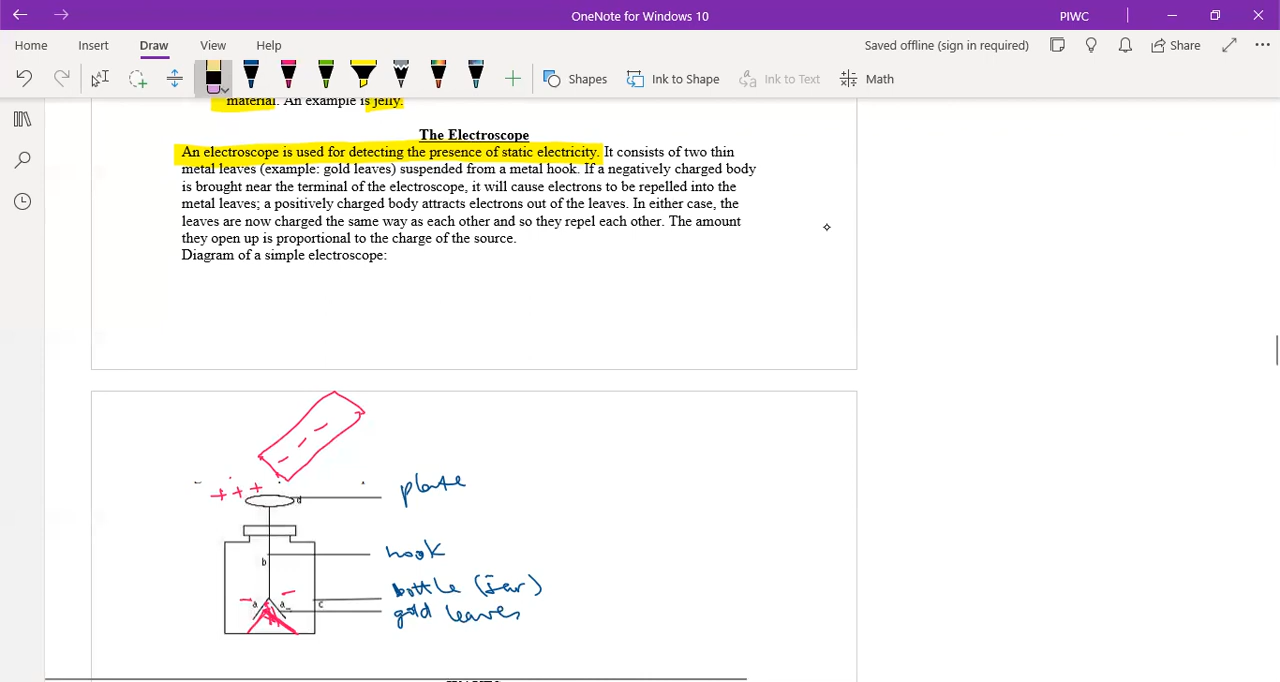 OneNote for Windows 10
PIWC
Home Insert Draw View Help
Saved offline (sign in required) Share
Shapes Ink to Shape Ink to Text Math
material. An example is jelly.
The Electroscope
An electroscope is used for detecting the presence of static electricity. It consists of two thin
metal leaves (example: gold leaves) suspended from a metal hook. If a negatively charged body
is brought near the terminal of the electroscope, it will cause electrons to be repelled into the
metal leaves; a positively charged body attracts electrons out of the leaves. In either case, the
leaves are now charged the same way as each other and so they repel each other. The amount
they open up is proportional to the charge of the source.
Diagram of a simple electroscope:
- - -
+ + +
d plate
b hook
a a c bottle (jar)
gold leaves